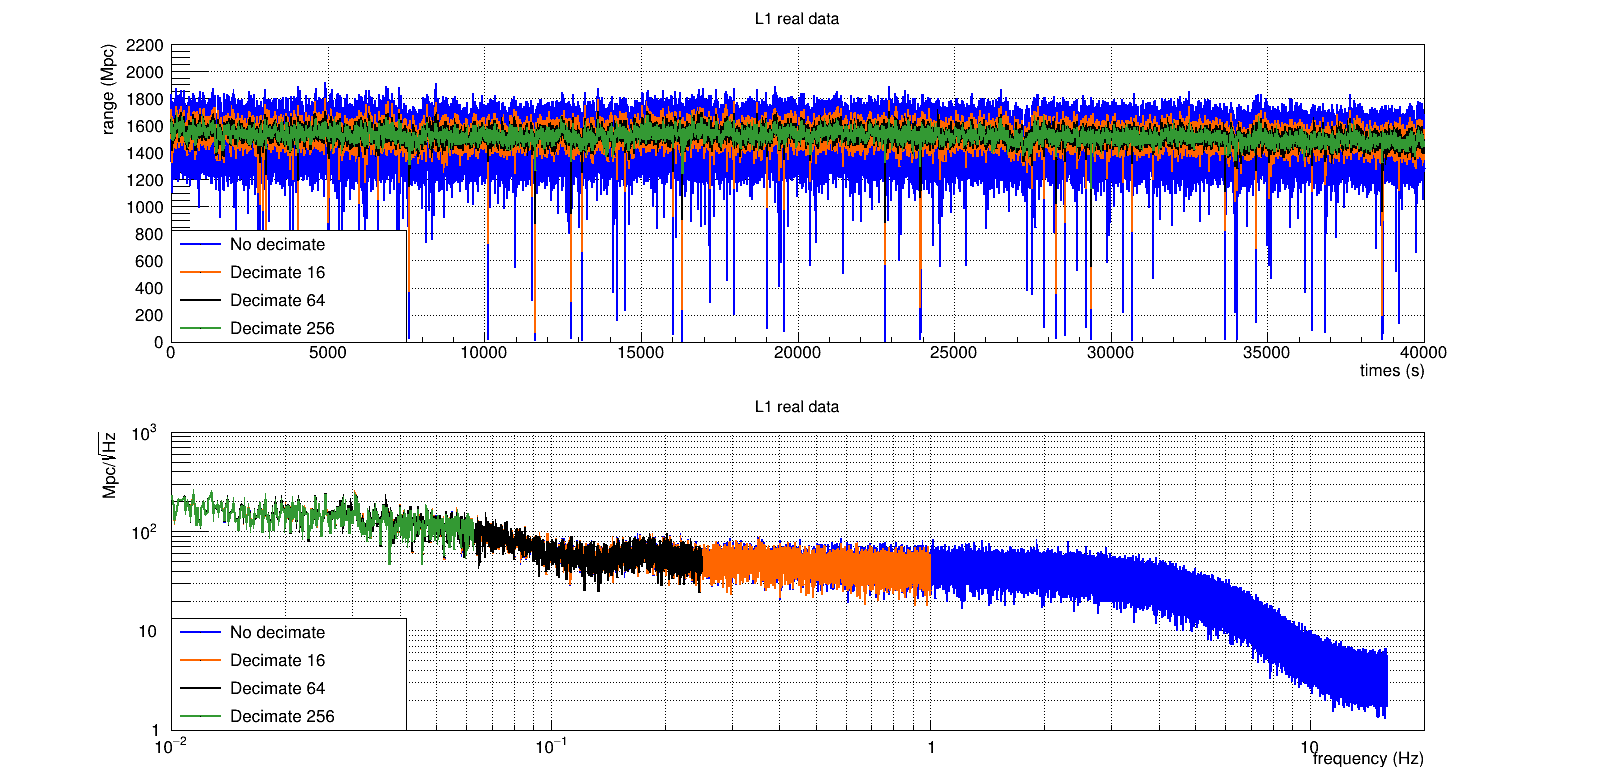 L1 real data
range (Mpc)
2200
2000
1800
1600
1400
1200
1000
800
600
400
200
0
No decimate
Decimate 16
Decimate 64
Decimate 256
0 5000 10000 15000 20000 25000 30000 35000 40000
times (s)
L1 real data
Mpc/√Hz
10³
10²
10
1
No decimate
Decimate 16
Decimate 64
Decimate 256
10⁻² 10⁻¹ 1 10
frequency (Hz)